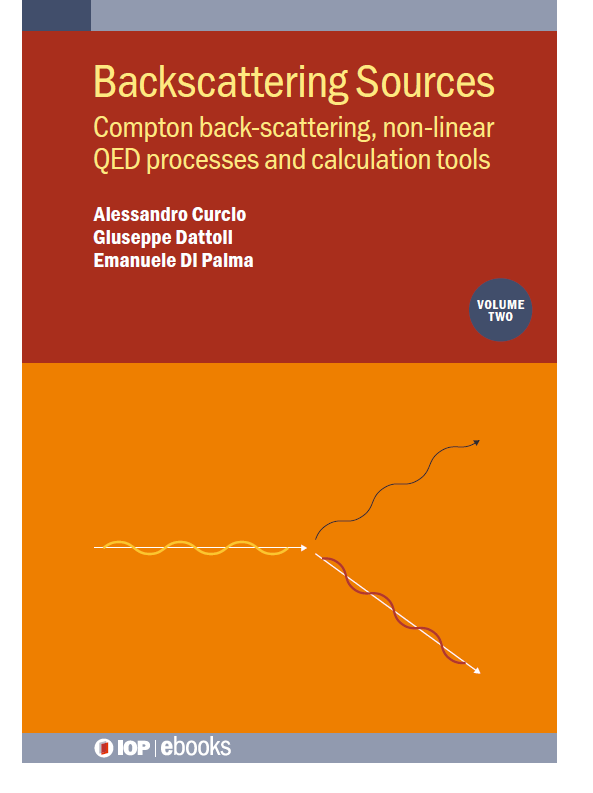 Backscattering Sources
Compton back-scattering, non-linear
QED processes and calculation tools
Alessandro Curcio
Giuseppe Dattoli
Emanuele Di Palma
VOLUME
TWO
IOP | ebooks